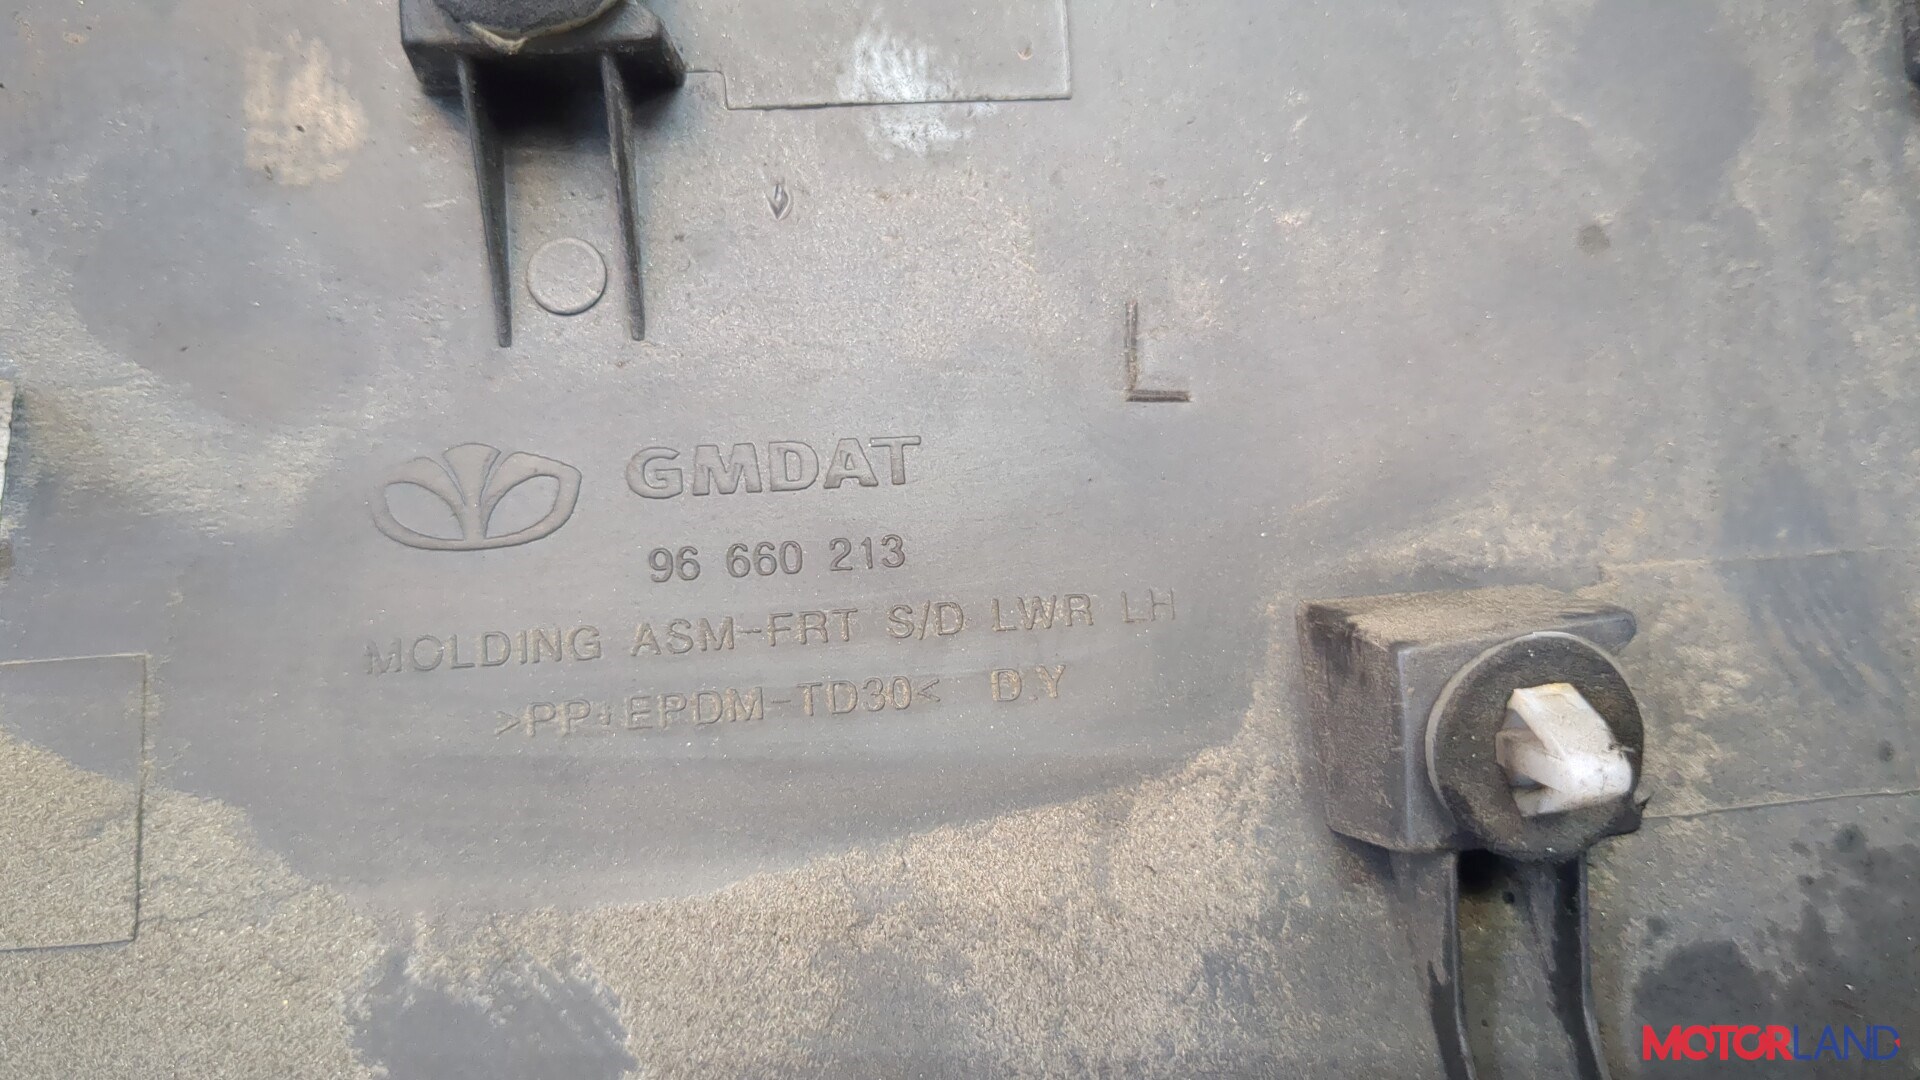 L
GMDAT
96 660 213
MOLDING ASM-FRT S/D LWR LH
>PP+EPDM-TD30< D.Y
MOTORLAND